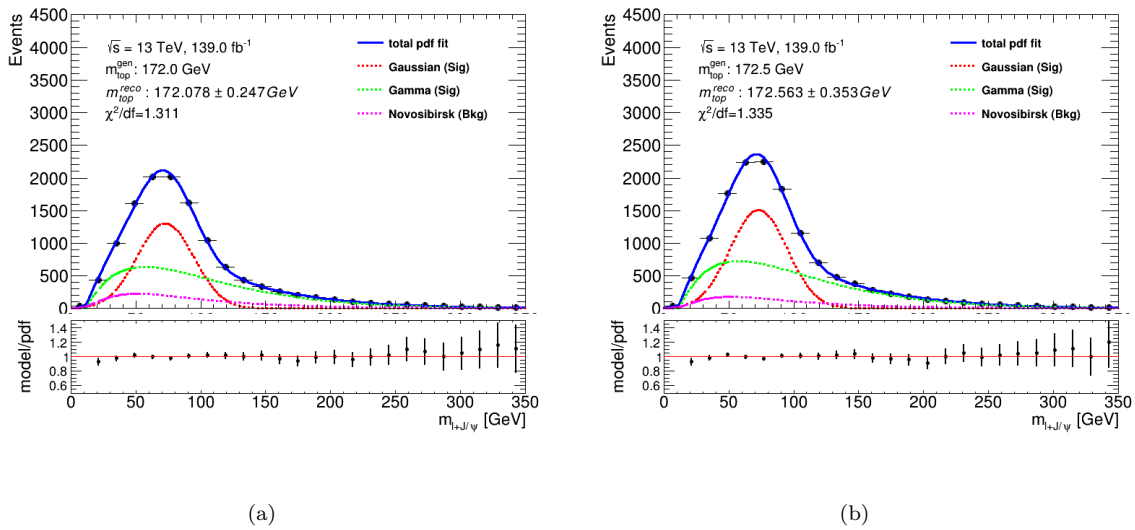 Events
4500
4000
3500
3000
2500
2000
1500
1000
500
0
√s = 13 TeV, 139.0 fb⁻¹
m_top^gen : 172.0 GeV
m_top^reco : 172.078 ± 0.247 GeV
χ²/df=1.311
total pdf fit
Gaussian (Sig)
Gamma (Sig)
Novosibirsk (Bkg)
model/pdf
1.4
1.2
1
0.8
0.6
0 50 100 150 200 250 300 350
m_l+J/ψ [GeV]
(a)
Events
4500
4000
3500
3000
2500
2000
1500
1000
500
0
√s = 13 TeV, 139.0 fb⁻¹
m_top^gen : 172.5 GeV
m_top^reco : 172.563 ± 0.353 GeV
χ²/df=1.335
total pdf fit
Gaussian (Sig)
Gamma (Sig)
Novosibirsk (Bkg)
model/pdf
1.4
1.2
1
0.8
0.6
0 50 100 150 200 250 300 350
m_l+J/ψ [GeV]
(b)